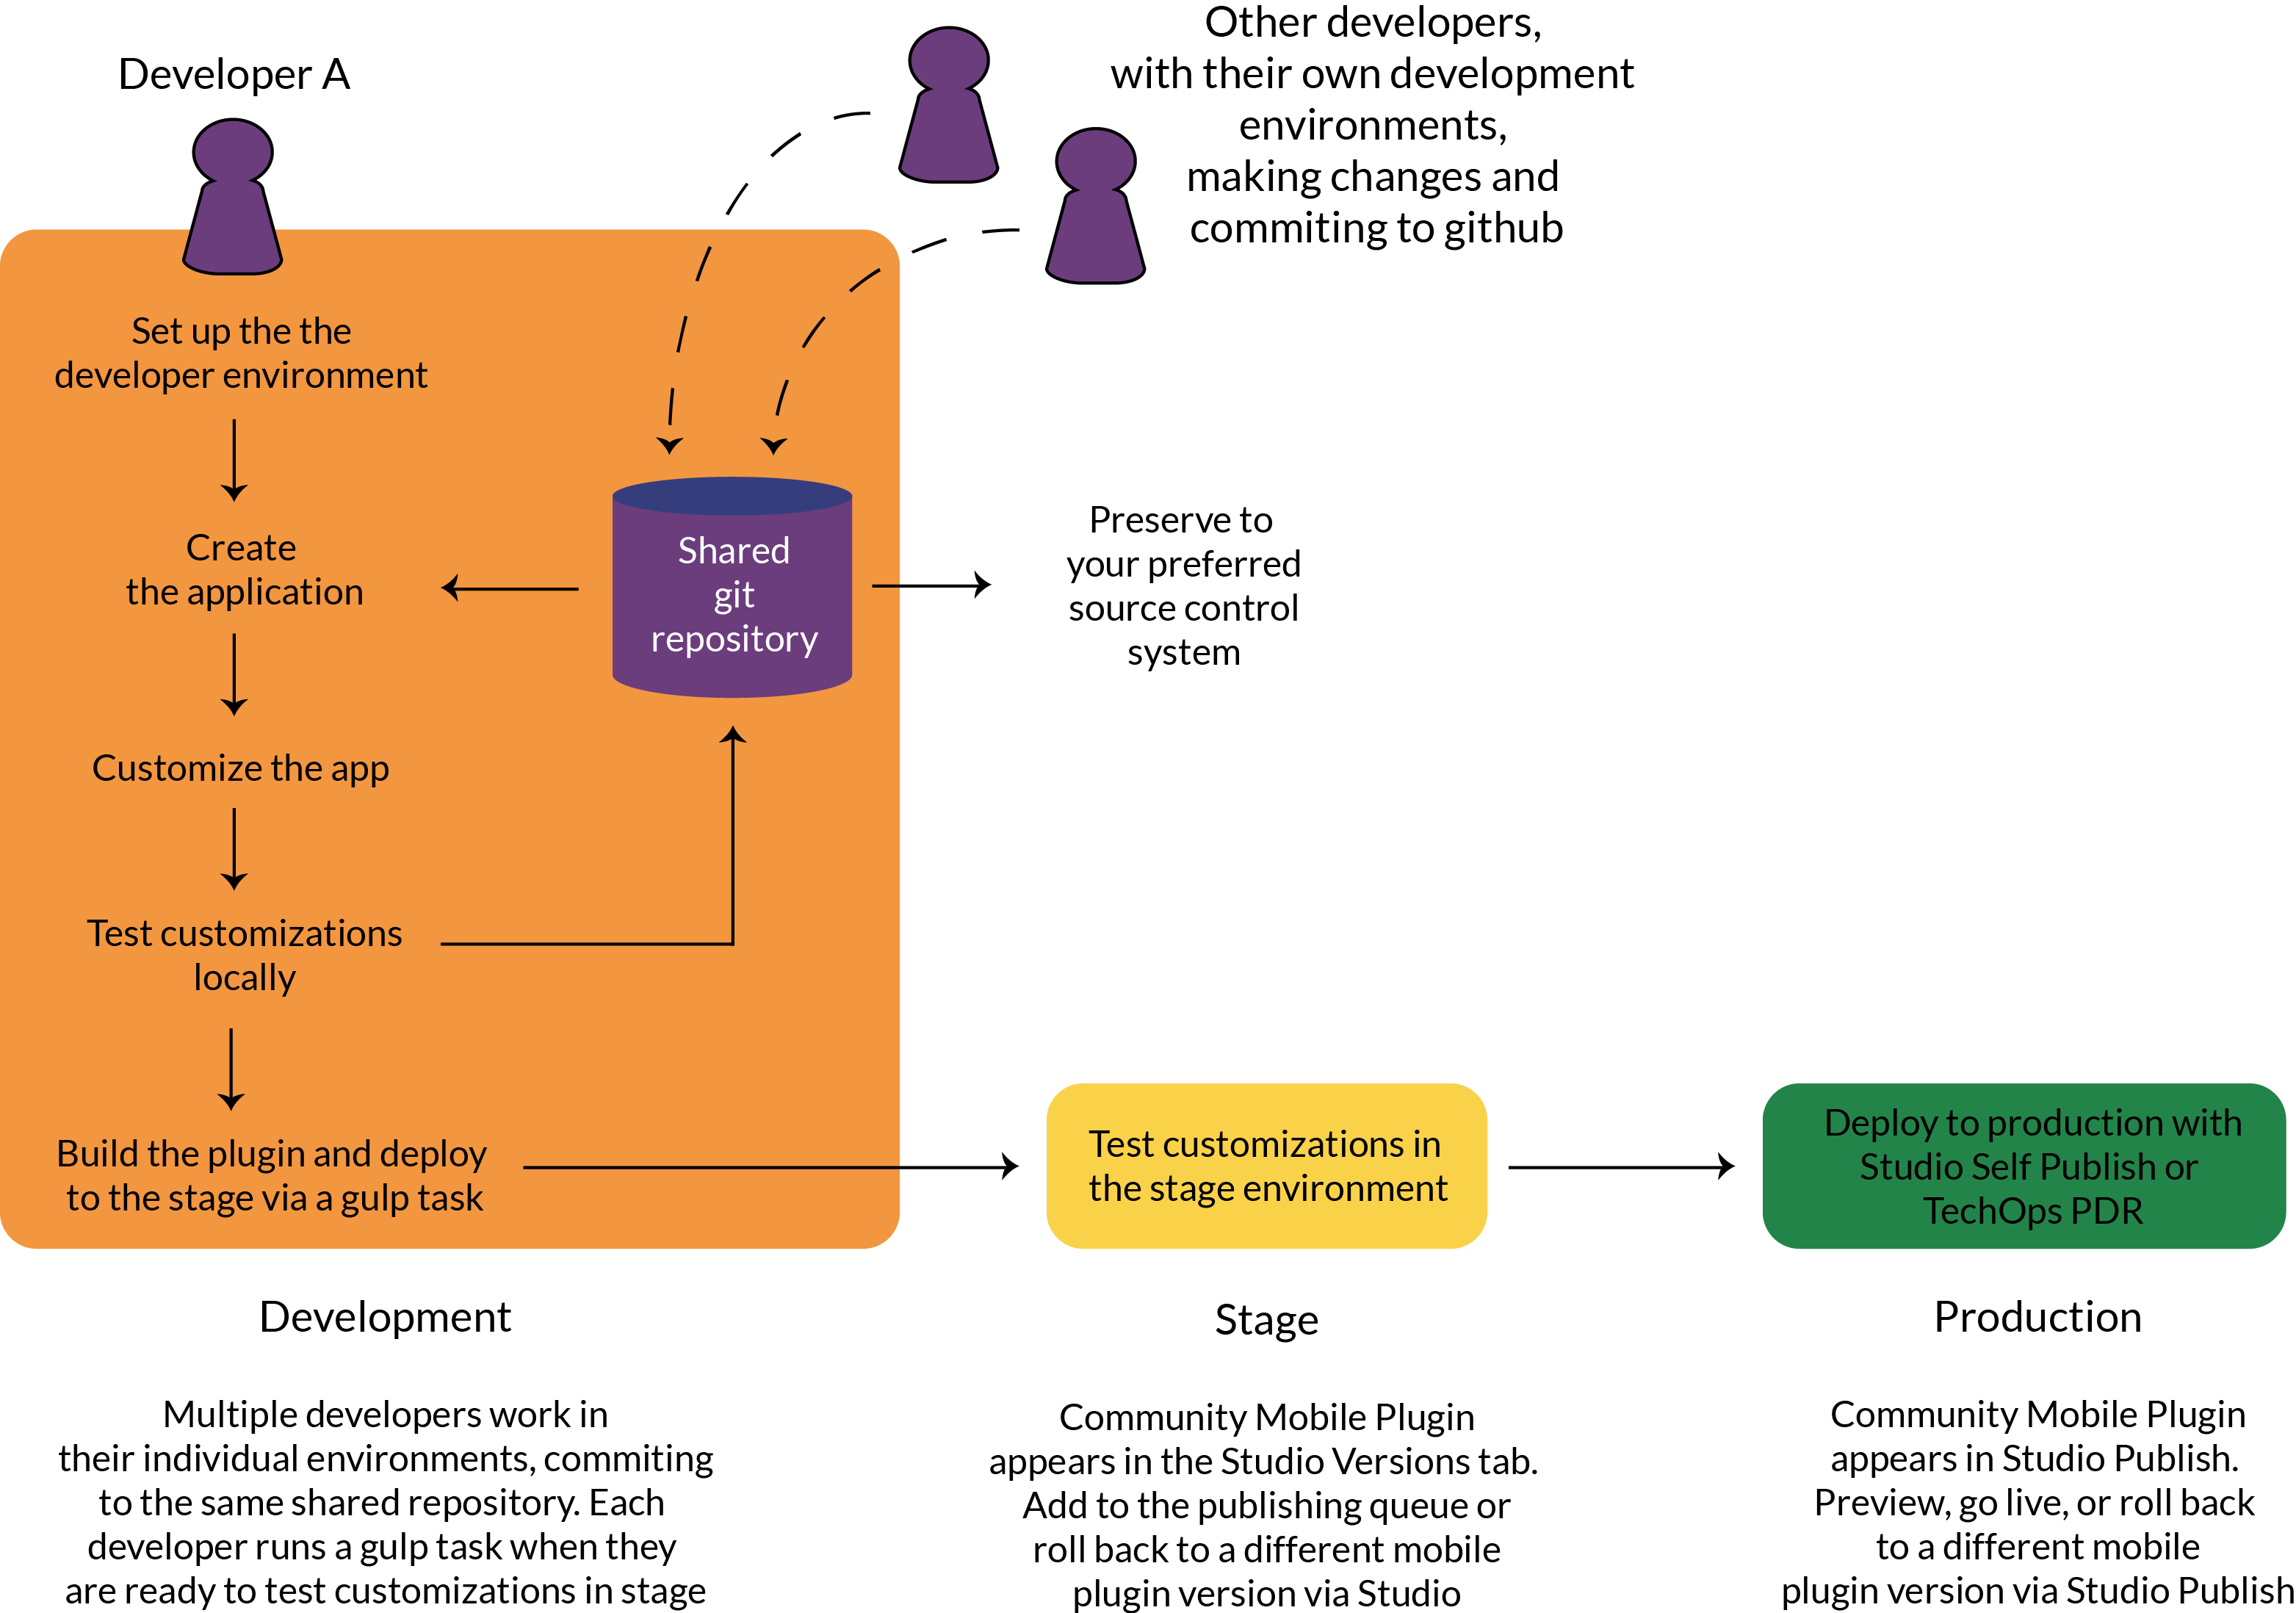 Developer A
Other developers,
with their own development
environments,
making changes and
commiting to github
Set up the the
developer environment
Create
the application
Shared
git
repository
Preserve to
your preferred
source control
system
Customize the app
Test customizations
locally
Build the plugin and deploy
to the stage via a gulp task
Test customizations in
the stage environment
Deploy to production with
Studio Self Publish or
TechOps PDR
Development
Multiple developers work in
their individual environments, commiting
to the same shared repository. Each
developer runs a gulp task when they
are ready to test customizations in stage
Stage
Community Mobile Plugin
appears in the Studio Versions tab.
Add to the publishing queue or
roll back to a different mobile
plugin version via Studio
Production
Community Mobile Plugin
appears in Studio Publish.
Preview, go live, or roll back
to a different mobile
plugin version via Studio Publish